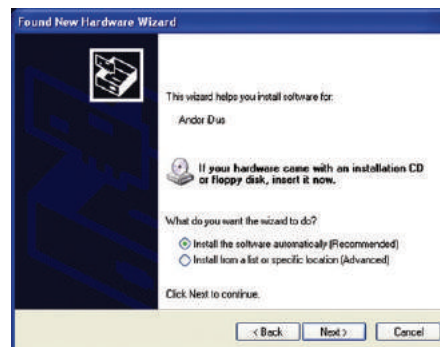 Found New Hardware Wizard
This wizard helps you install software for:
Andor iDus
If your hardware came with an installation CD
or floppy disk, insert it now.
What do you want the wizard to do?
Install the software automatically (Recommended)
Install from a list or specific location (Advanced)
Click Next to continue.
< Back Next > Cancel